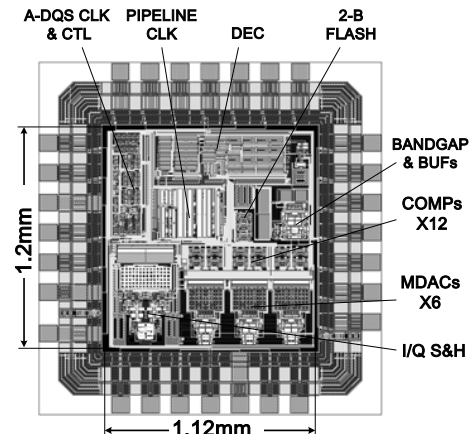 A-DQS CLK
& CTL
PIPELINE
CLK
DEC
2-B
FLASH
BANDGAP
& BUFs
COMPs
X12
MDACs
X6
I/Q S&H
1.2mm
1.12mm